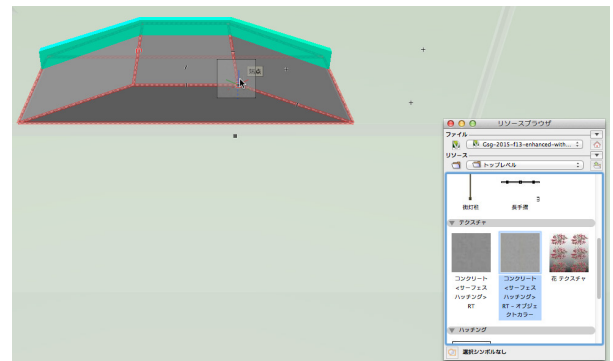 リソースブラウザ
ファイル
Gsg-2015-f13-enhanced-with...
リソース
トップレベル
街灯柱
長手摺
テクスチャ
コンクリート
<サーフェス
ハッチング>
RT
コンクリート
<サーフェス
ハッチング>
RT - オブジェ
クトカラー
花 テクスチャ
ハッチング
選択シンボルなし